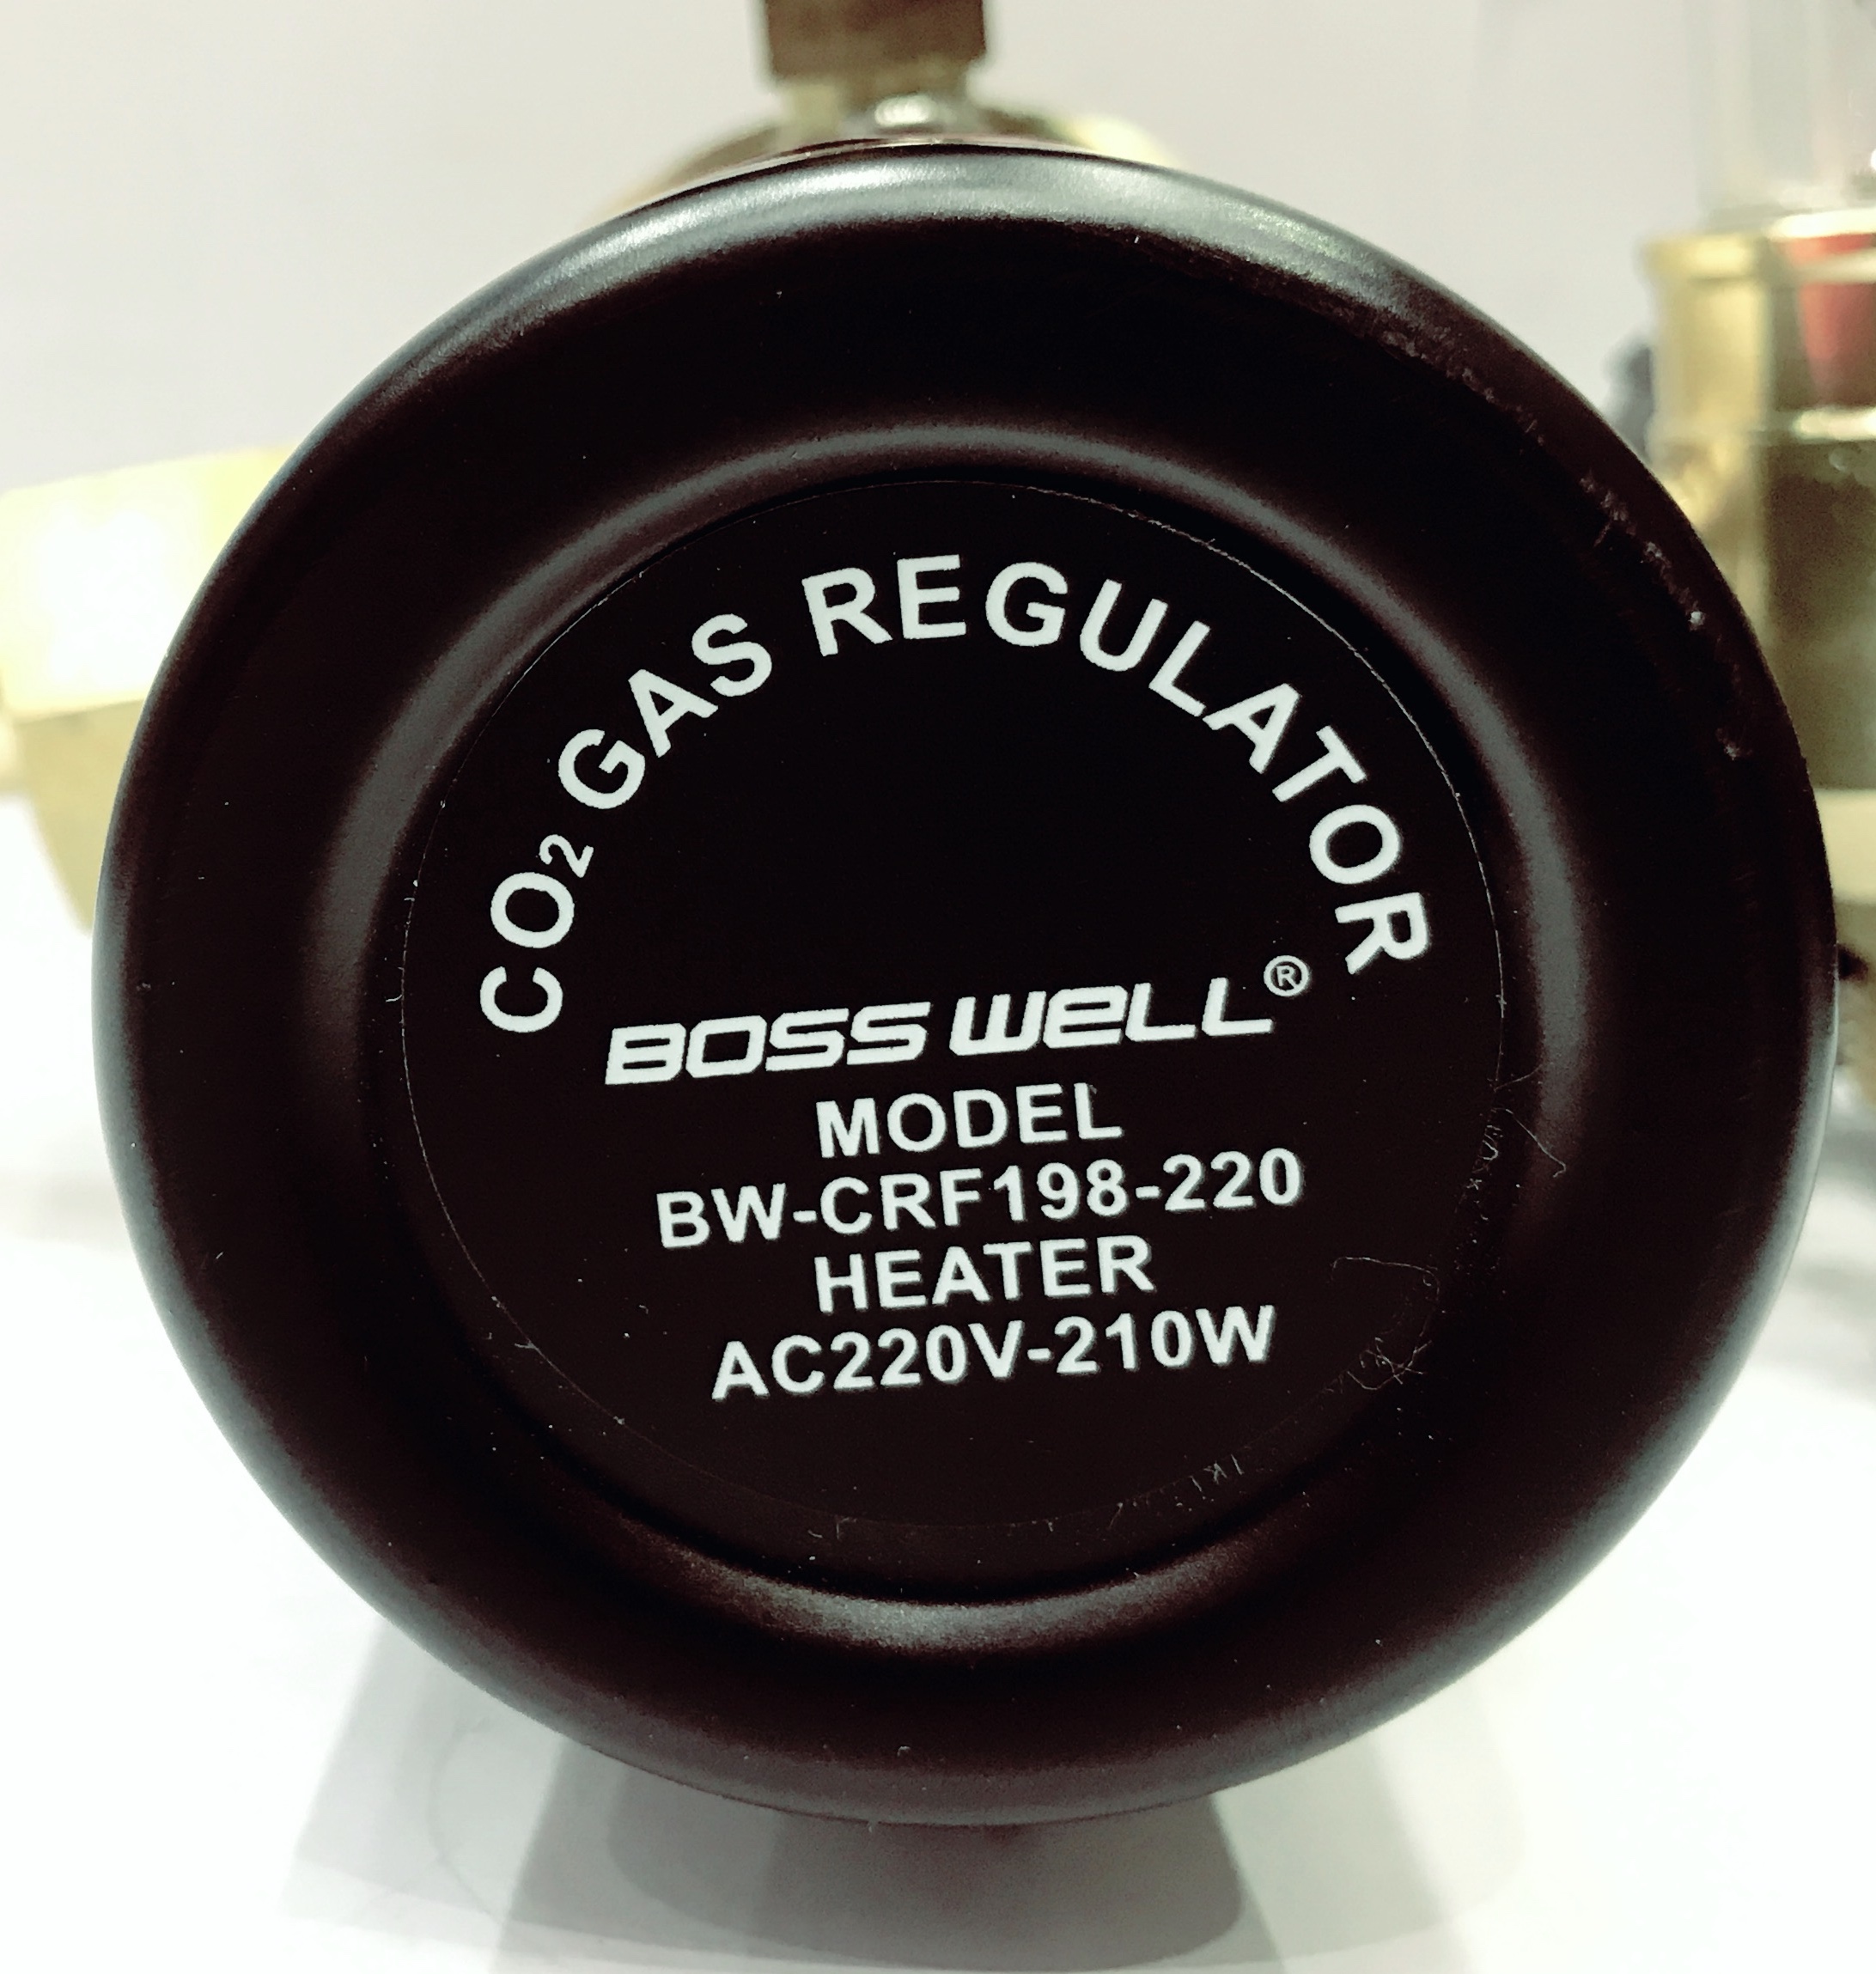 CO₂ GAS REGULATOR
BOSS WELL®
MODEL
BW-CRF198-220
HEATER
AC220V-210W